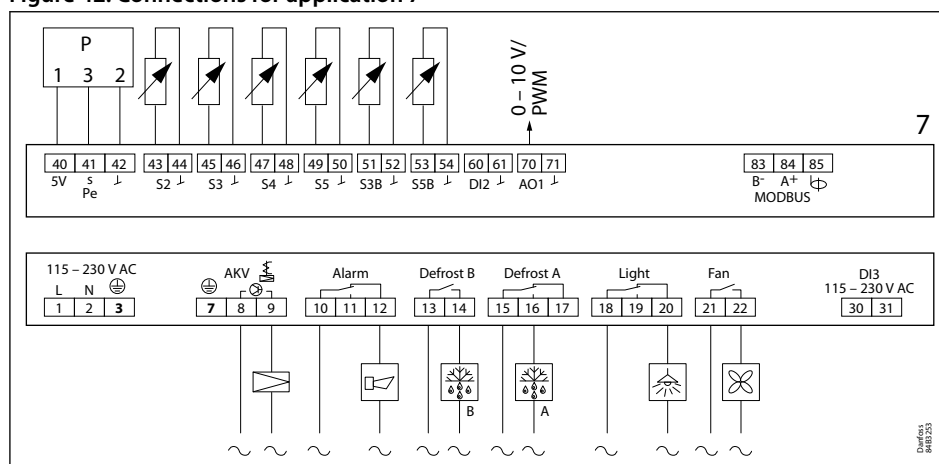 Figure 42: Connections for application 7
P
1 3 2
0 – 10 V/
PWM
7
40 41 42 43 44 45 46 47 48 49 50 51 52 53 54 60 61 70 71 83 84 85
5V s ⊥ S2 ⊥ S3 ⊥ S4 ⊥ S5 ⊥ S3B ⊥ S5B ⊥ DI2 ⊥ AO1 ⊥ B- A+
Pe MODBUS
115 – 230 V AC AKV Alarm Defrost B Defrost A Light Fan DI3
L N 115 – 230 V AC
1 2 3 7 8 9 10 11 12 13 14 15 16 17 18 19 20 21 22 30 31
B A
Danfoss
84B3253